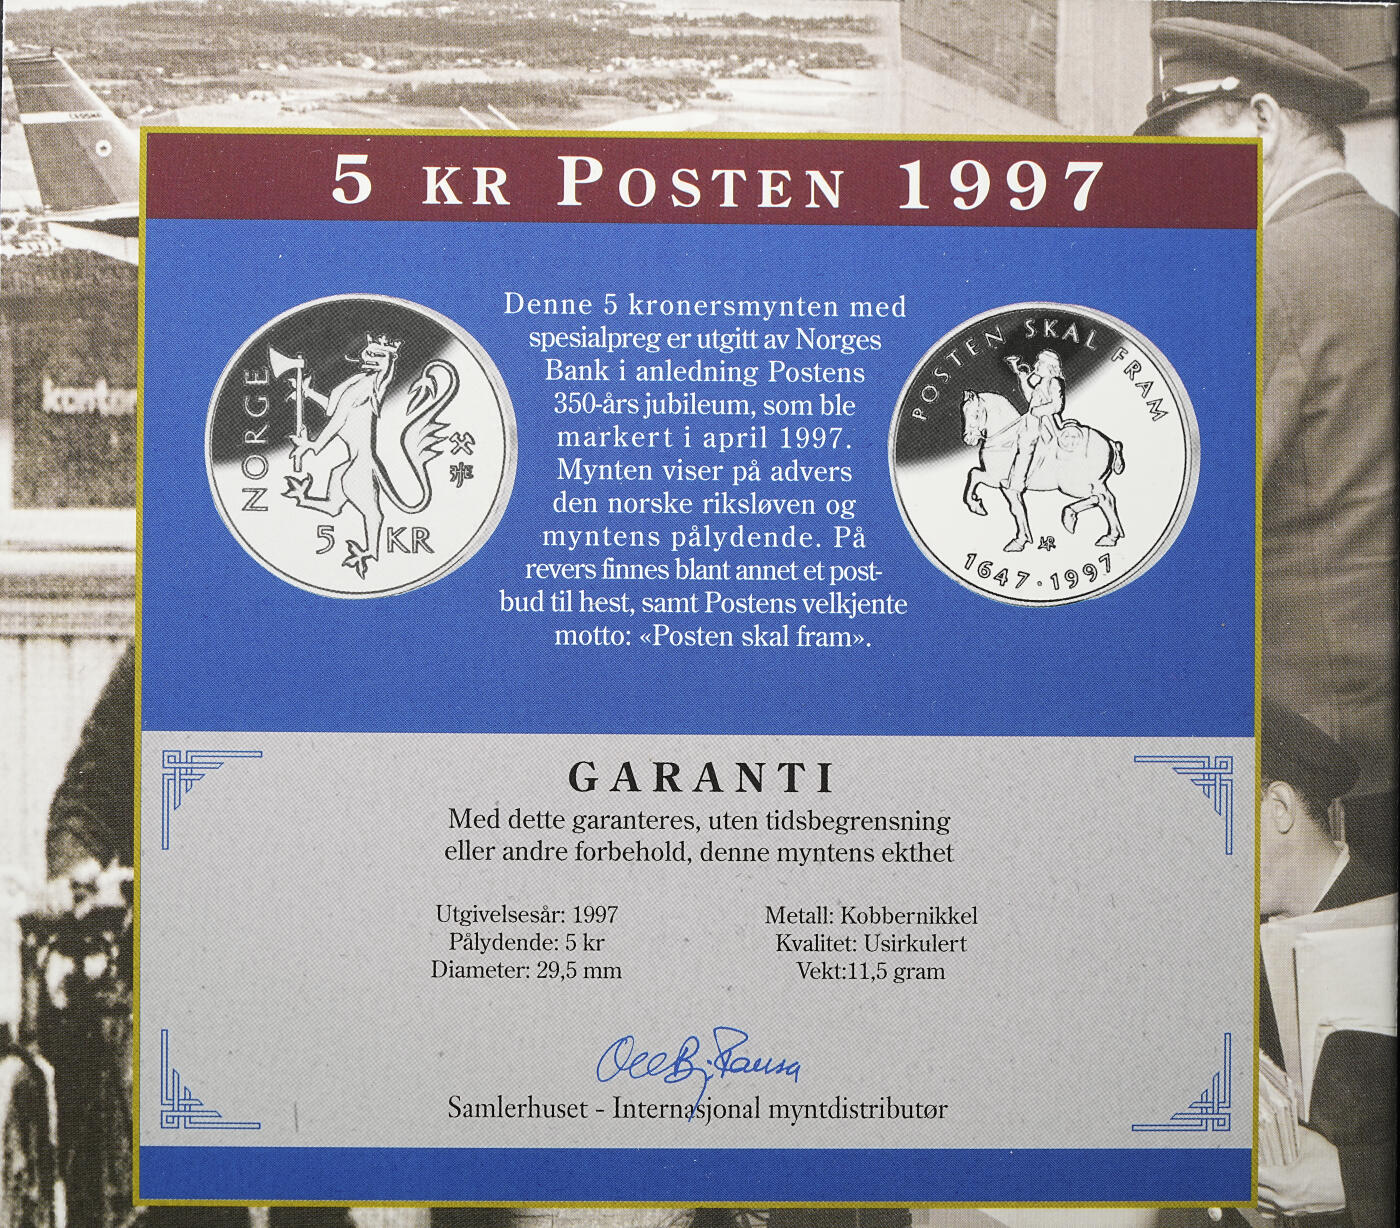 5 KR POSTEN 1997
NORGE
5 KR
Denne 5 kronersmynten med
spesialpreg er utgitt av Norges
Bank i anledning Postens
350-års jubileum, som ble
markert i april 1997.
Mynten viser på advers
den norske riksløven og
myntens pålydende. På
revers finnes blant annet et post-
bud til hest, samt Postens velkjente
motto: «Posten skal fram».
POSTEN SKAL FRAM
1647·1997
GARANTI
Med dette garanteres, uten tidsbegrensning
eller andre forbehold, denne myntens ekthet
Utgivelsesår: 1997
Pålydende: 5 kr
Diameter: 29,5 mm
Metall: Kobbernikkel
Kvalitet: Usirkulert
Vekt:11,5 gram
Samlerhuset - Internasjonal myntdistributør